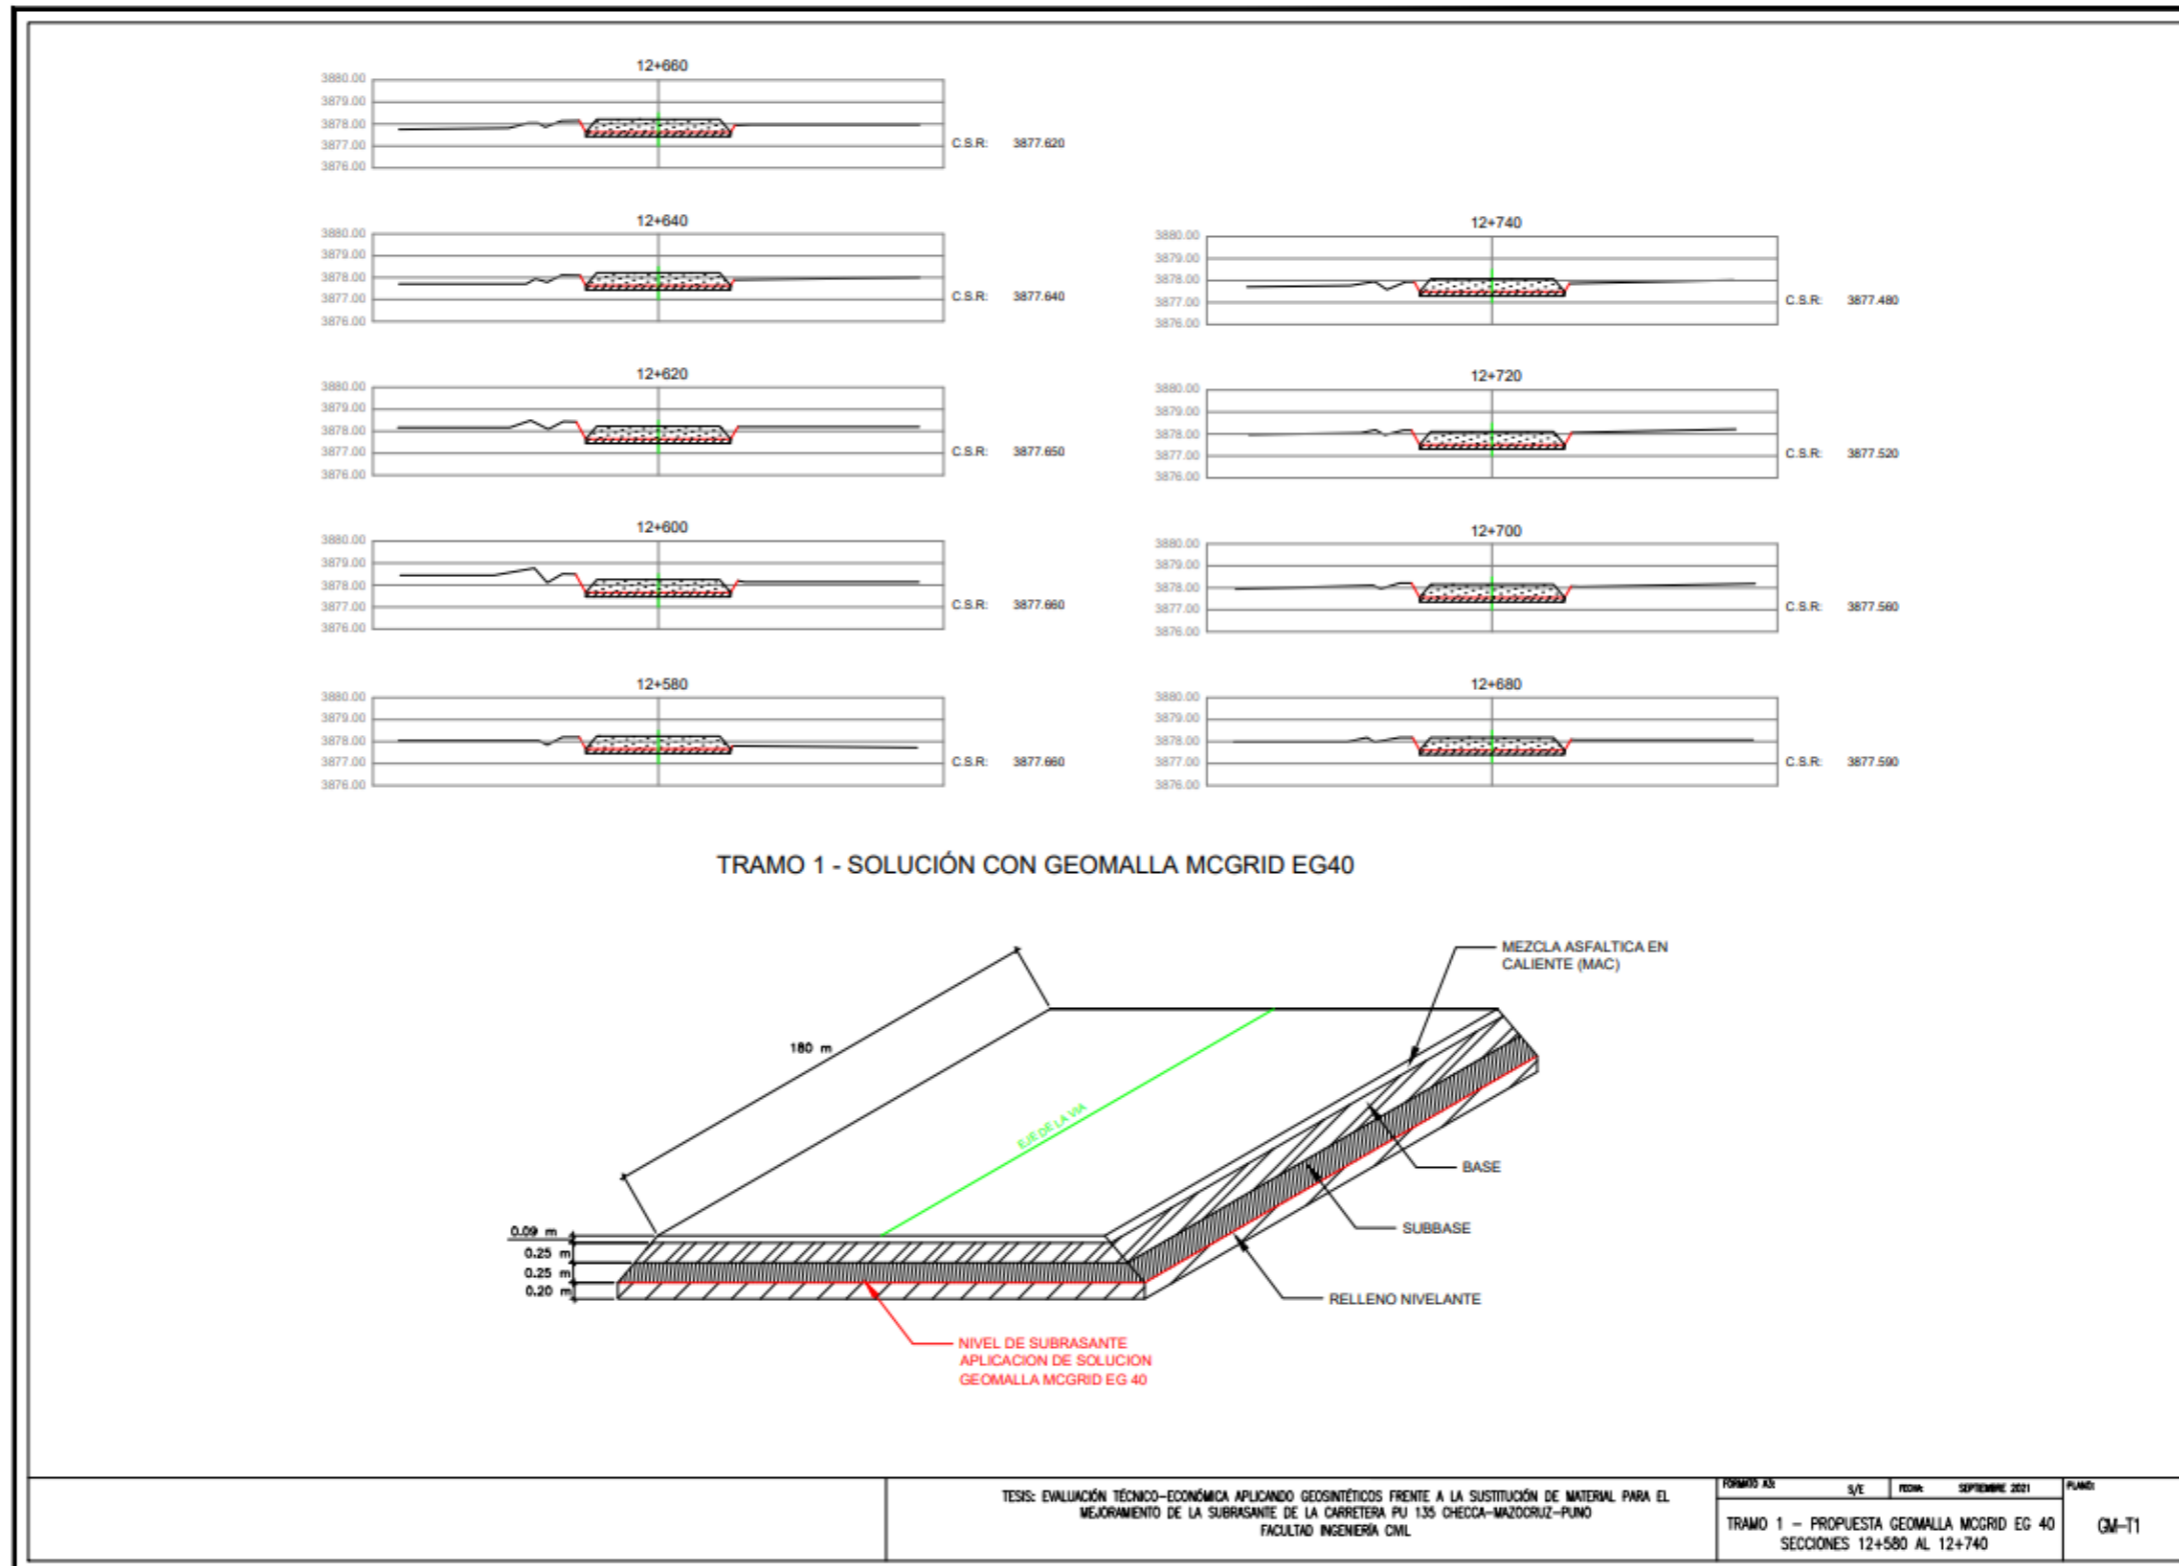 12+660
3880.00
3879.00
3878.00
3877.00
3876.00
C.S.R: 3877.620
12+640
3880.00
3879.00
3878.00
3877.00
3876.00
C.S.R: 3877.640
12+620
3880.00
3879.00
3878.00
3877.00
3876.00
C.S.R: 3877.650
12+600
3880.00
3879.00
3878.00
3877.00
3876.00
C.S.R: 3877.660
12+580
3880.00
3879.00
3878.00
3877.00
3876.00
C.S.R: 3877.660
12+740
3880.00
3879.00
3878.00
3877.00
3876.00
C.S.R: 3877.480
12+720
3880.00
3879.00
3878.00
3877.00
3876.00
C.S.R: 3877.520
12+700
3880.00
3879.00
3878.00
3877.00
3876.00
C.S.R: 3877.560
12+680
3880.00
3879.00
3878.00
3877.00
3876.00
C.S.R: 3877.590
TRAMO 1 - SOLUCIÓN CON GEOMALLA MCGRID EG40
MEZCLA ASFALTICA EN
CALIENTE (MAC)
180 m
EJE DE LA VIA
BASE
SUBBASE
RELLENO NIVELANTE
0.09 m
0.25 m
0.25 m
0.20 m
NIVEL DE SUBRASANTE
APLICACION DE SOLUCION
GEOMALLA MCGRID EG 40
TESIS: EVALUACIÓN TÉCNICO-ECONÓMICA APLICANDO GEOSINTÉTICOS FRENTE A LA SUSTITUCIÓN DE MATERIAL PARA EL
MEJORAMIENTO DE LA SUBRASANTE DE LA CARRETERA PU 135 CHECCA-MAZOCRUZ-PUNO
FACULTAD INGENIERÍA CIVIL
FORMATO A3: S/E FECHA: SEPTIEMBRE 2021
TRAMO 1 - PROPUESTA GEOMALLA MCGRID EG 40
SECCIONES 12+580 AL 12+740
PLANO:
GM-T1